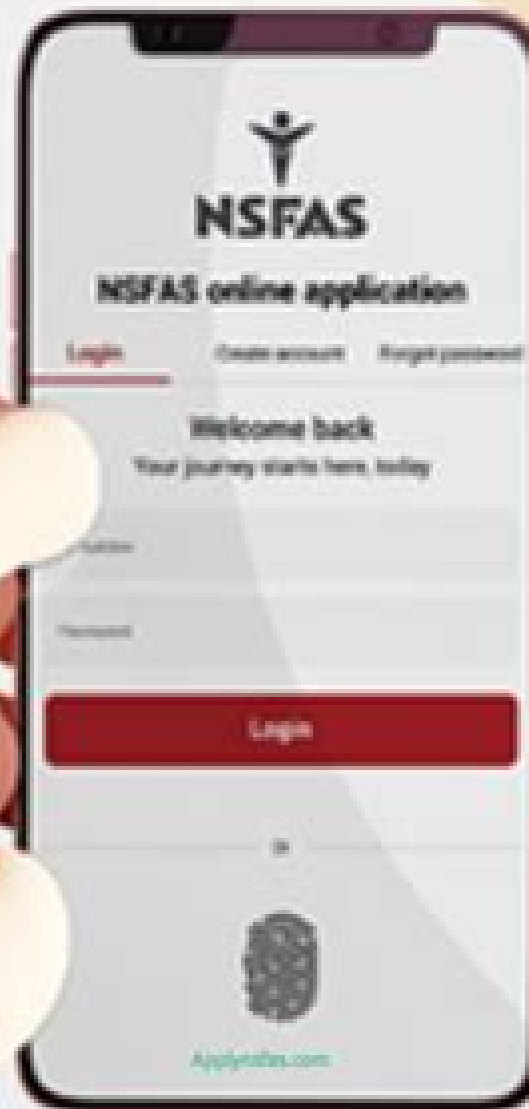 NSFAS
NSFAS online application
Login Create account Forgot password
Welcome back
Your journey starts here, today
Password
Login
Applynsfas.com